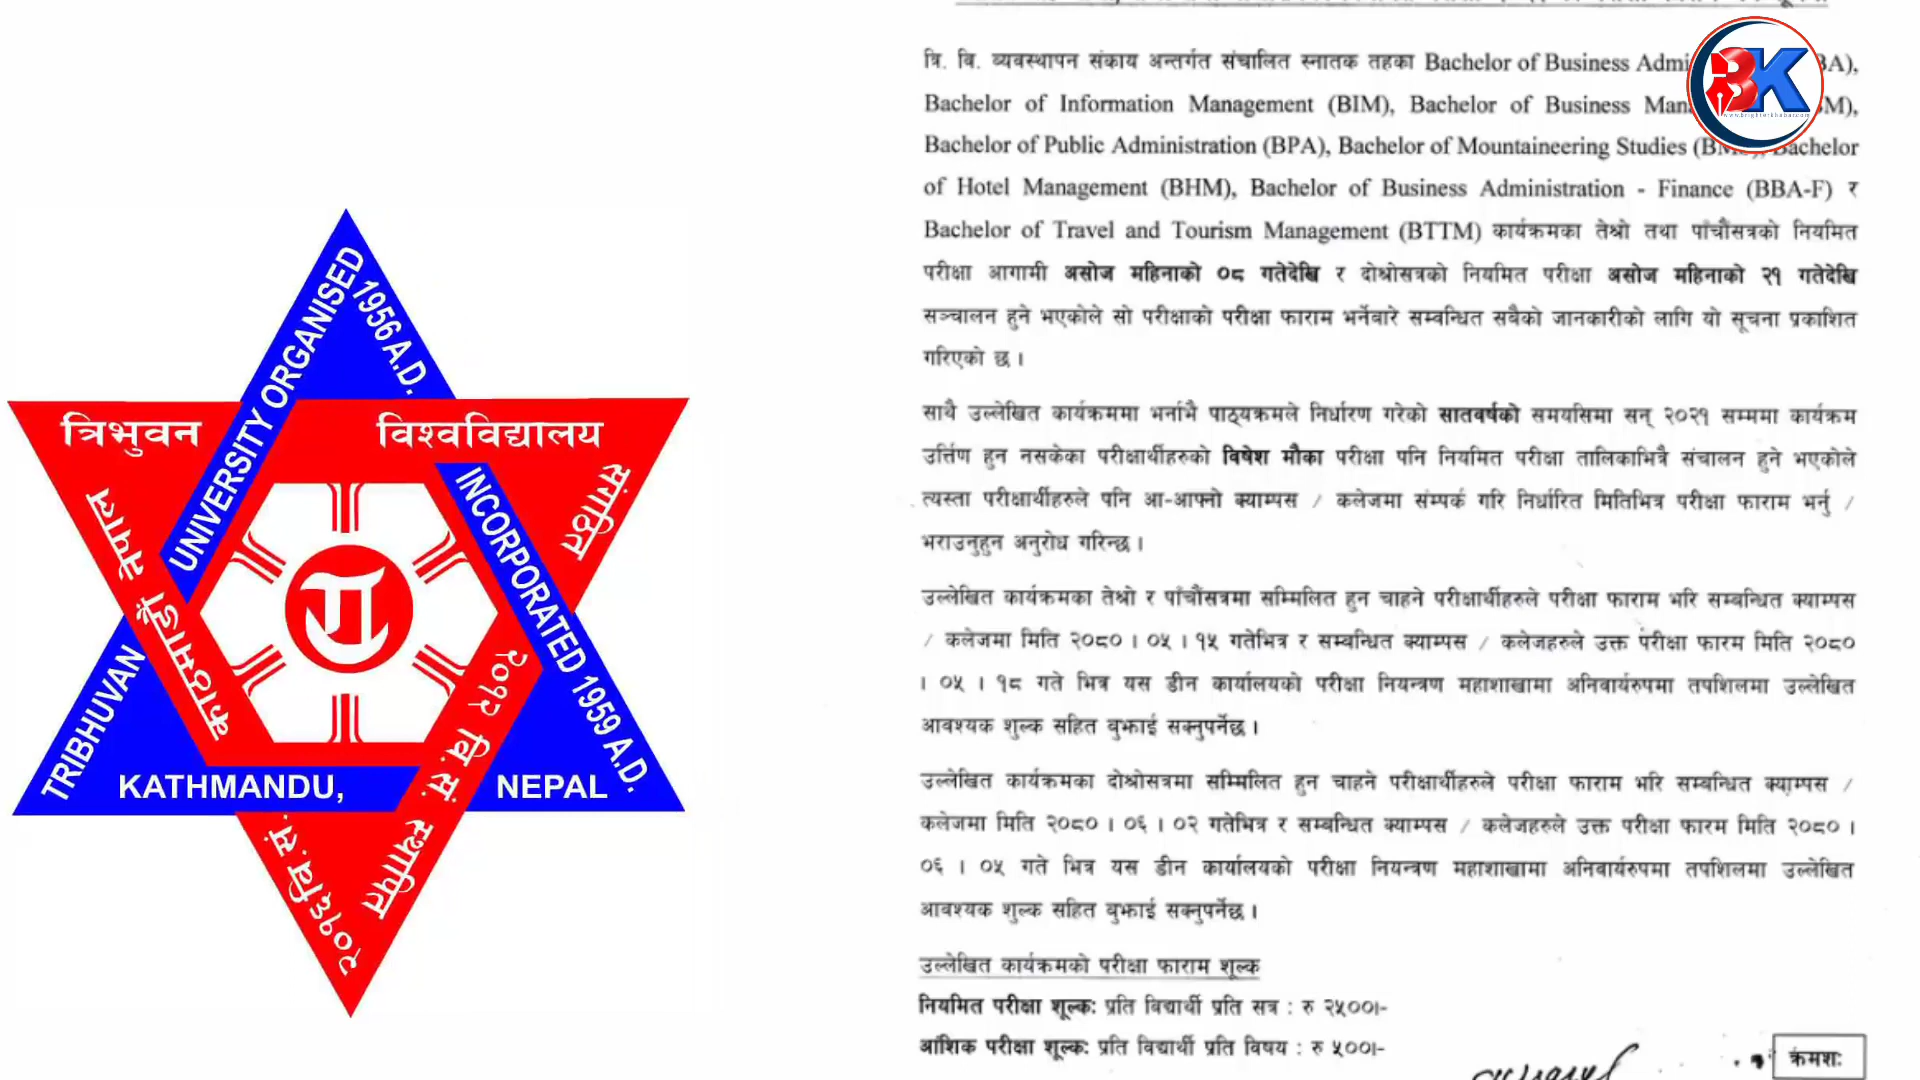 UNIVERSITY ORGANISED
1956 A.D.
त्रिभुवन
विश्वविद्यालय
संगठित
INCORPORATED 1959 A.D.
काठमाडौं नेपाल
TRIBHUVAN
KATHMANDU,
NEPAL
२०१२ वि.सं.
स्थापित
२०१६ वि.सं.
BK
www.brighterkhabar.com
त्रि. वि. व्यवस्थापन संकाय अन्तर्गत संचालित स्नातक तहका Bachelor of Business Admi BA),
Bachelor of Information Management (BIM), Bachelor of Business Man M),
Bachelor of Public Administration (BPA), Bachelor of Mountaineering Studies (BM Bachelor
of Hotel Management (BHM), Bachelor of Business Administration - Finance (BBA-F) र
Bachelor of Travel and Tourism Management (BTTM) कार्यक्रमका तेश्रो तथा पाँचौंसत्रको नियमित
परीक्षा आगामी असोज महिनाको ०८ गतेदेखि र दोश्रोसत्रको नियमित परीक्षा असोज महिनाको २१ गतेदेखि
सञ्चालन हुने भएकोले सो परीक्षाको परीक्षा फाराम भर्नेबारे सम्बन्धित सबैको जानकारीको लागि यो सूचना प्रकाशित
गरिएको छ ।
साथै उल्लेखित कार्यक्रममा भर्नाभै पाठ्यक्रमले निर्धारण गरेको सातवर्षको समयसिमा सन् २०२१ सम्ममा कार्यक्रम
उर्त्तिण हुन नसकेका परीक्षार्थीहरुको विषेश मौका परीक्षा पनि नियमित परीक्षा तालिकाभित्रै संचालन हुने भएकोले
त्यस्ता परीक्षार्थीहरुले पनि आ-आफ्नो क्याम्पस / कलेजमा सम्पर्क गरि निर्धारित मितिभित्र परीक्षा फाराम भर्नु /
भराउनुहुन अनुरोध गरिन्छ ।
उल्लेखित कार्यक्रमका तेश्रो र पाँचौंसत्रमा सम्मिलित हुन चाहने परीक्षार्थीहरुले परीक्षा फाराम भरि सम्बन्धित क्याम्पस
/ कलेजमा मिति २०८० । ०५ । १५ गतेभित्र र सम्बन्धित क्याम्पस / कलेजहरुले उक्त परीक्षा फारम मिति २०८०
। ०५ । १८ गते भित्र यस डीन कार्यालयको परीक्षा नियन्त्रण महाशाखामा अनिवार्यरुपमा तपशिलमा उल्लेखित
आवश्यक शुल्क सहित बुझाई सक्नुपर्नेछ ।
उल्लेखित कार्यक्रमका दोश्रोसत्रमा सम्मिलित हुन चाहने परीक्षार्थीहरुले परीक्षा फाराम भरि सम्बन्धित क्याम्पस /
कलेजमा मिति २०८० । ०६ । ०२ गतेभित्र र सम्बन्धित क्याम्पस / कलेजहरुले उक्त परीक्षा फारम मिति २०८० ।
०६ । ०५ गते भित्र यस डीन कार्यालयको परीक्षा नियन्त्रण महाशाखामा अनिवार्यरुपमा तपशिलमा उल्लेखित
आवश्यक शुल्क सहित बुझाई सक्नुपर्नेछ ।
उल्लेखित कार्यक्रमको परीक्षा फाराम शूल्क
नियमित परीक्षा शूल्कः प्रति विद्यार्थी प्रति सत्र : रु २५००।-
आंशिक परीक्षा शूल्कः प्रति विद्यार्थी प्रति विषय : रु ५००।-
क्रमशः